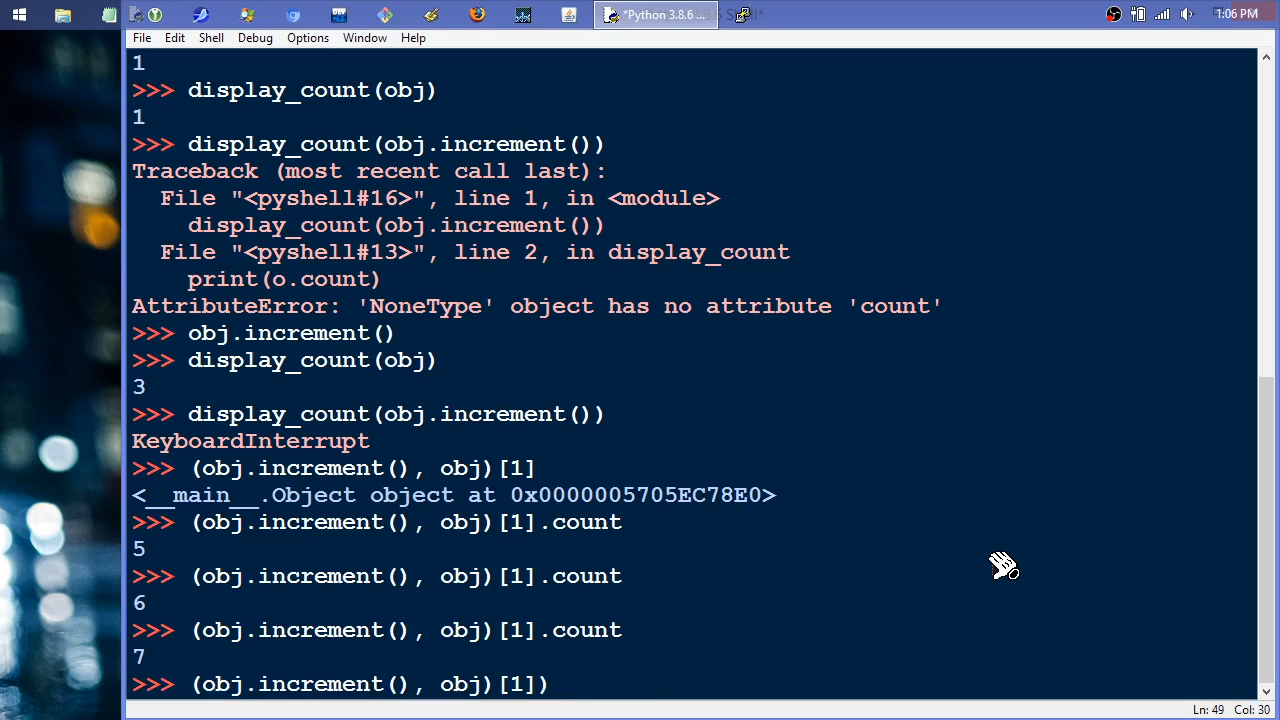 *Python 3.8.6 ...
1:06 PM
File Edit Shell Debug Options Window Help
1
>>> display_count(obj)
1
>>> display_count(obj.increment())
Traceback (most recent call last):
  File "<pyshell#16>", line 1, in <module>
    display_count(obj.increment())
  File "<pyshell#13>", line 2, in display_count
    print(o.count)
AttributeError: 'NoneType' object has no attribute 'count'
>>> obj.increment()
>>> display_count(obj)
3
>>> display_count(obj.increment())
KeyboardInterrupt
>>> (obj.increment(), obj)[1]
<__main__.Object object at 0x0000005705EC78E0>
>>> (obj.increment(), obj)[1].count
5
>>> (obj.increment(), obj)[1].count
6
>>> (obj.increment(), obj)[1].count
7
>>> (obj.increment(), obj)[1])
Ln: 49 Col: 30